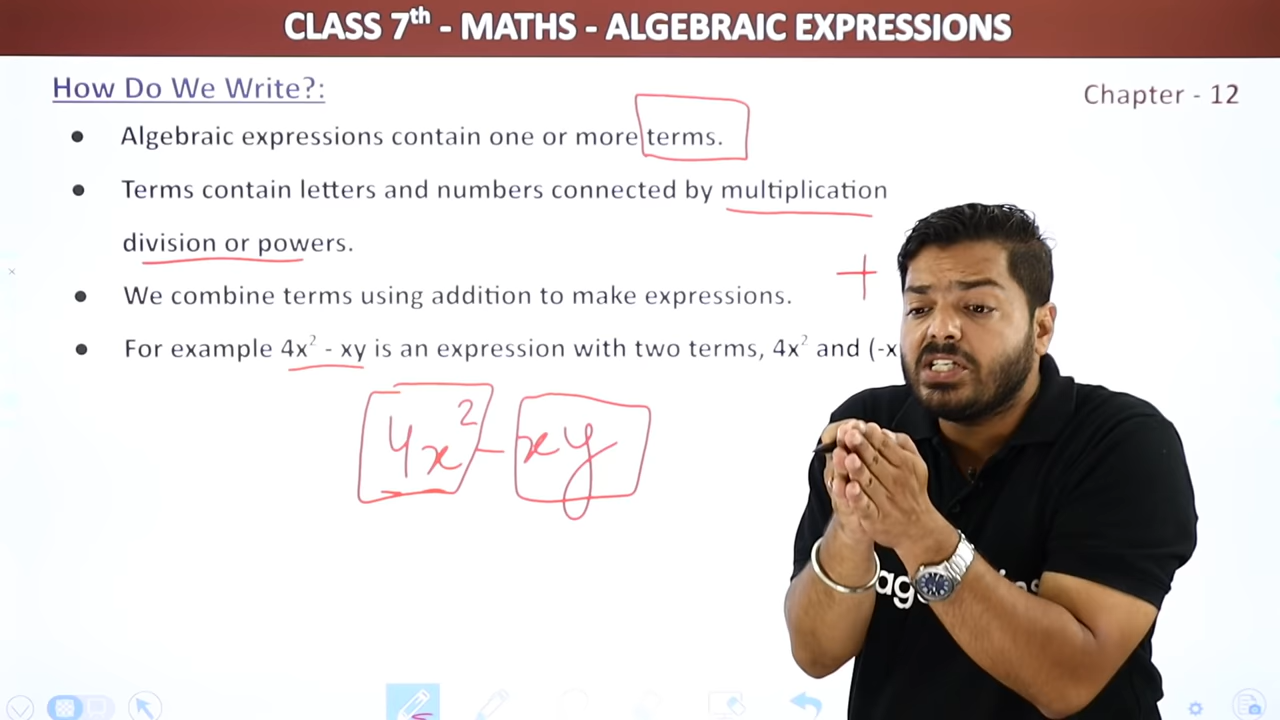 CLASS 7th - MATHS - ALGEBRAIC EXPRESSIONS
How Do We Write?:
Chapter - 12
● Algebraic expressions contain one or more terms.
● Terms contain letters and numbers connected by multiplication
division or powers.
+
● We combine terms using addition to make expressions.
● For example 4x² - xy is an expression with two terms, 4x² and (-x
4x² - xy